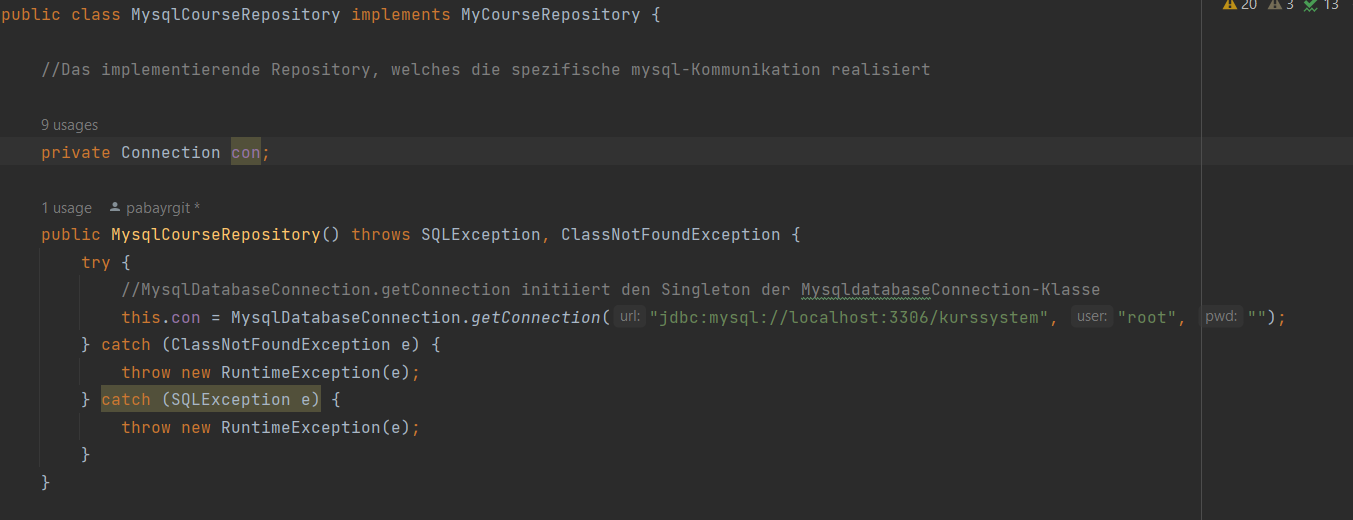 public class MysqlCourseRepository implements MyCourseRepository {
20 3 13
//Das implementierende Repository, welches die spezifische mysql-Kommunikation realisiert
9 usages
private Connection con;
1 usage pabayrgit *
public MysqlCourseRepository() throws SQLException, ClassNotFoundException {
try {
//MysqlDatabaseConnection.getConnection initiiert den Singleton der MysqldatabaseConnection-Klasse
this.con = MysqlDatabaseConnection.getConnection( url: "jdbc:mysql://localhost:3306/kurssystem", user: "root", pwd: "");
} catch (ClassNotFoundException e) {
throw new RuntimeException(e);
} catch (SQLException e) {
throw new RuntimeException(e);
}
}